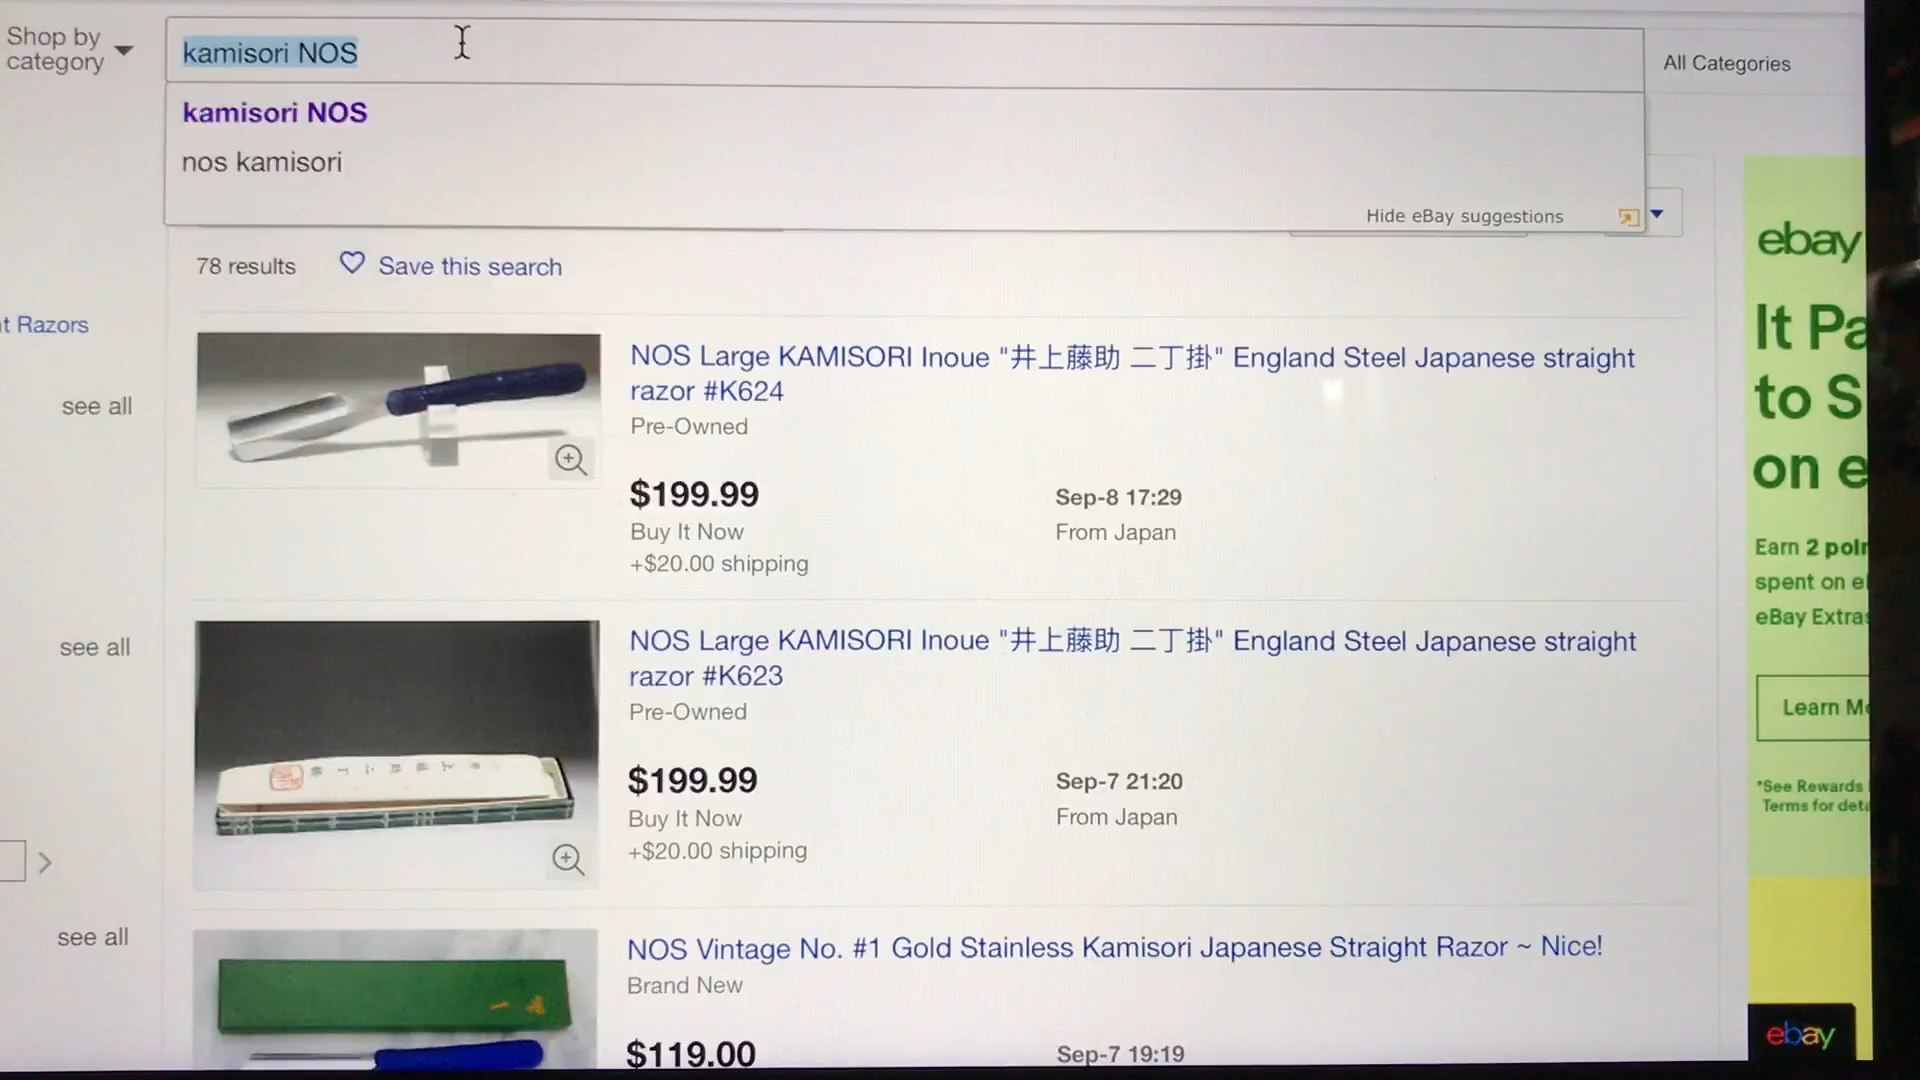 Shop by
category
kamisori NOS
All Categories
kamisori NOS
nos kamisori
Hide eBay suggestions
78 results
Save this search
t Razors
see all
NOS Large KAMISORI Inoue "井上藤助 二丁掛" England Steel Japanese straight
razor #K624
Pre-Owned
$199.99
Buy It Now
+$20.00 shipping
Sep-8 17:29
From Japan
see all
NOS Large KAMISORI Inoue "井上藤助 二丁掛" England Steel Japanese straight
razor #K623
Pre-Owned
$199.99
Buy It Now
+$20.00 shipping
Sep-7 21:20
From Japan
see all
NOS Vintage No. #1 Gold Stainless Kamisori Japanese Straight Razor ~ Nice!
Brand New
$119.00
Sep-7 19:19
ebay
It Pa
to S
on e
Earn 2 poin
spent on e
eBay Extras
Learn Mo
*See Rewards
Terms for deta
ebay